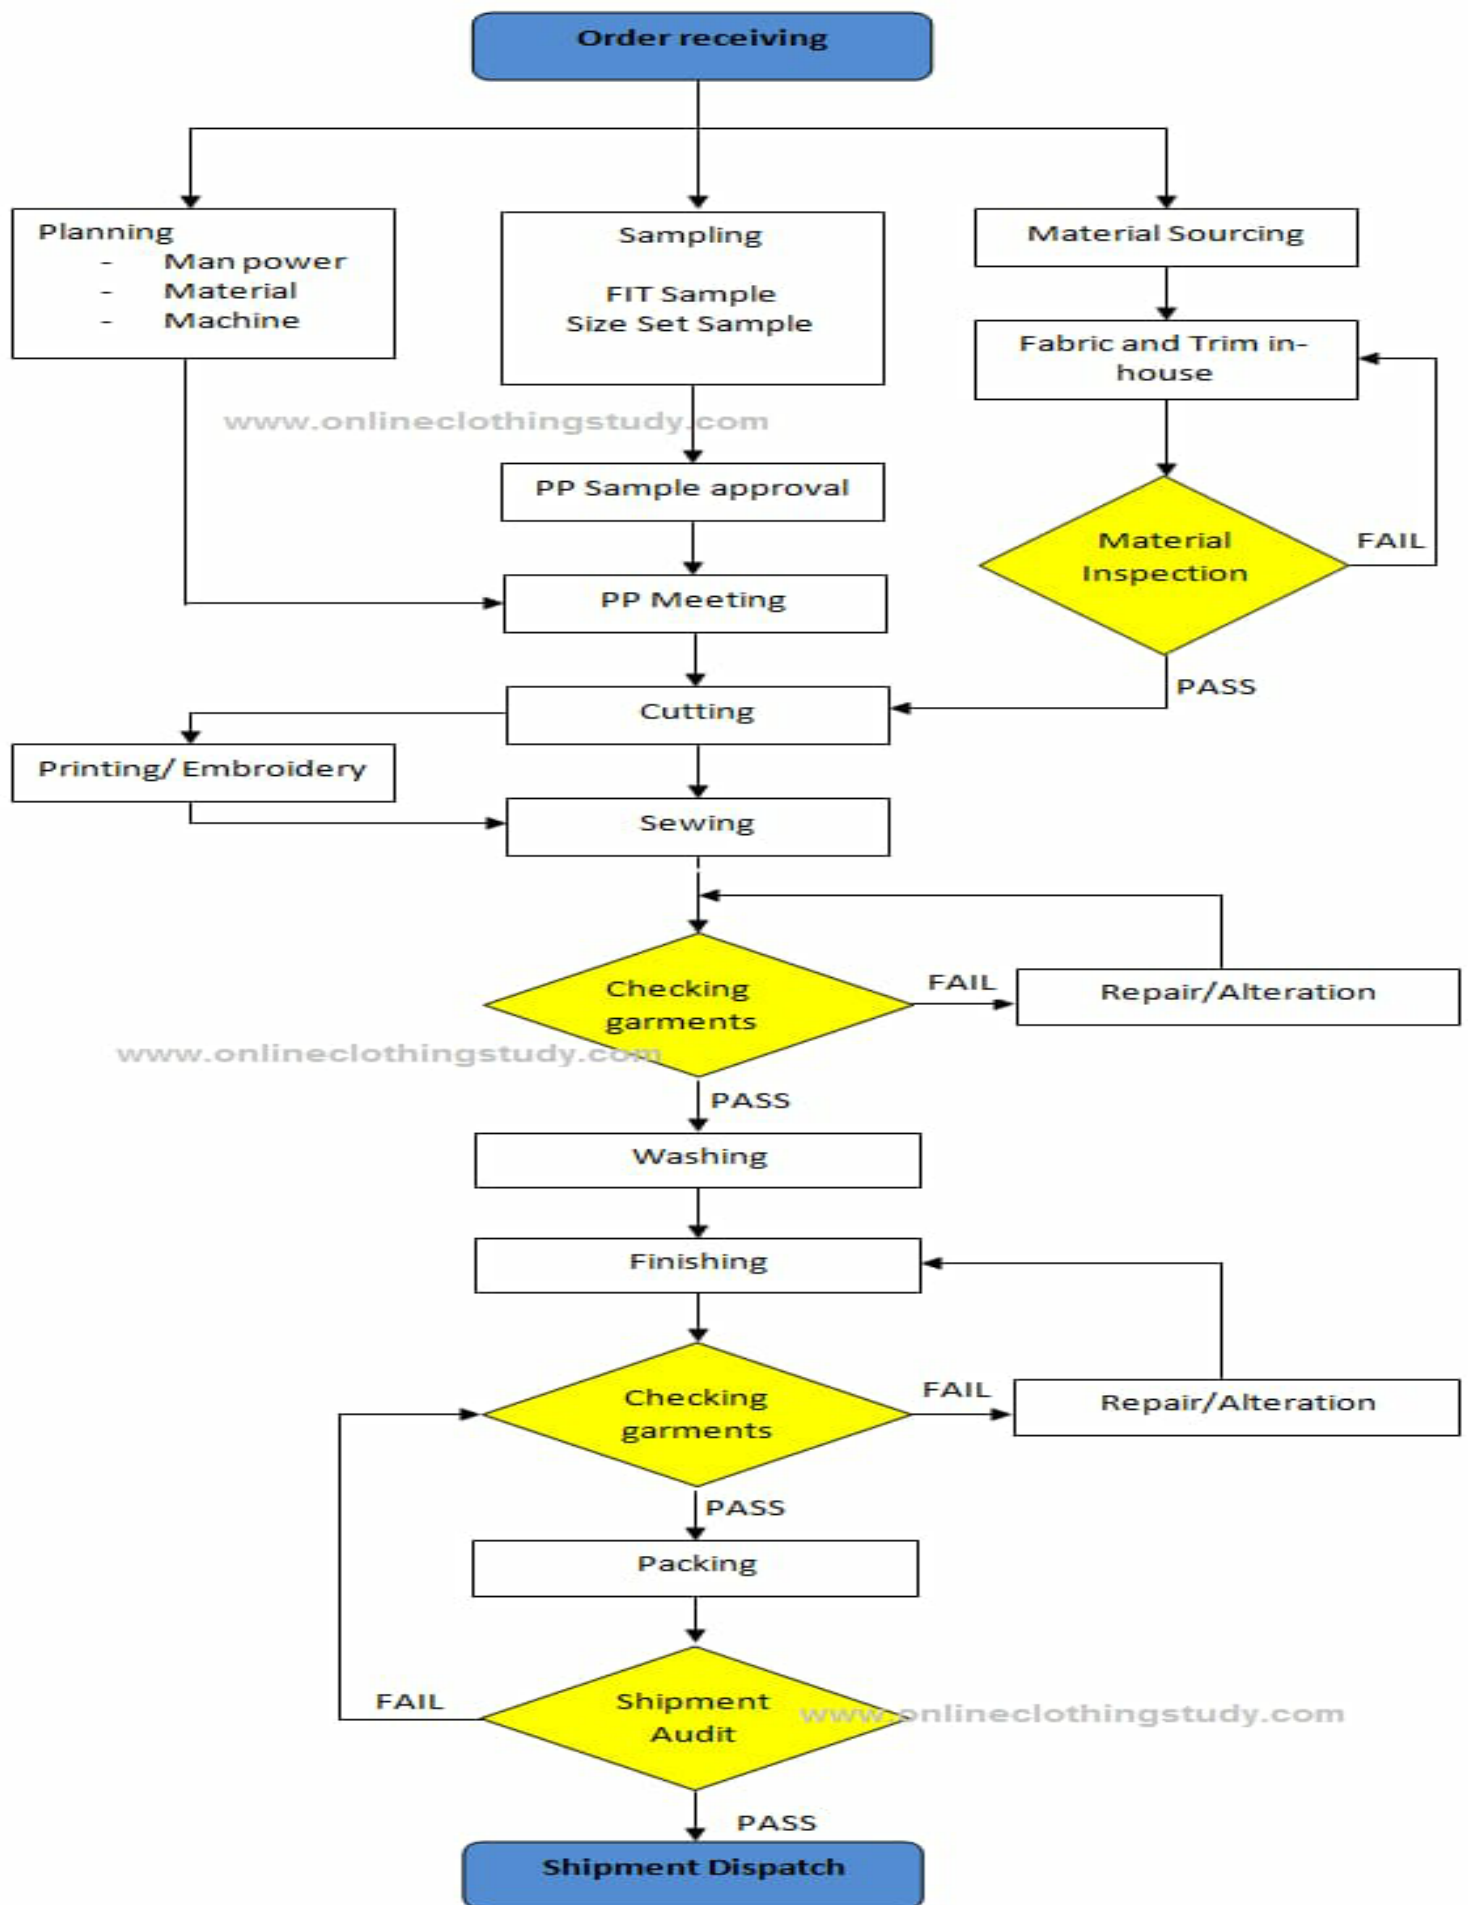 Order receiving
Planning
- Man power
- Material
- Machine
Sampling
FIT Sample
Size Set Sample
Material Sourcing
Fabric and Trim in-
house
www.onlineclothingstudy.com
PP Sample approval
Material
Inspection
FAIL
PP Meeting
PASS
Cutting
Printing/ Embroidery
Sewing
Checking
garments
FAIL
Repair/Alteration
www.onlineclothingstudy.com
PASS
Washing
Finishing
Checking
garments
FAIL
Repair/Alteration
PASS
Packing
Shipment
Audit
FAIL
www.onlineclothingstudy.com
PASS
Shipment Dispatch